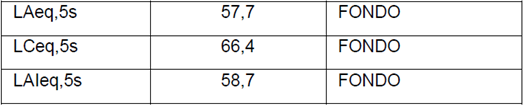 LAeq,5s 57,7 FONDO
LCeq,5s 66,4 FONDO
LAIeq,5s 58,7 FONDO